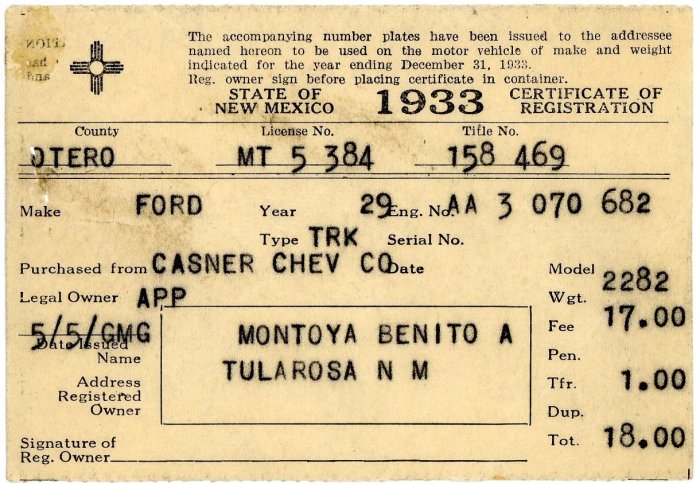 The accompanying number plates have been issued to the addressee
named hereon to be used on the motor vehicle of make and weight
indicated for the year ending December 31, 1933.
Reg. owner sign before placing certificate in container.
STATE OF NEW MEXICO 1933 CERTIFICATE OF REGISTRATION
County License No. Title No.
OTERO MT 5 384 158 469
Make FORD Year 29 Eng. No. AA 3 070 682
Type TRK Serial No.
Purchased from CASNER CHEV CO Date Model
Legal Owner APP Wgt. 2282
5/5/GMG Fee 17.00
Date Issued MONTOYA BENITO A
Name TULAROSA N M Pen.
Address Tfr. 1.00
Registered Dup.
Owner
Signature of Tot. 18.00
Reg. Owner